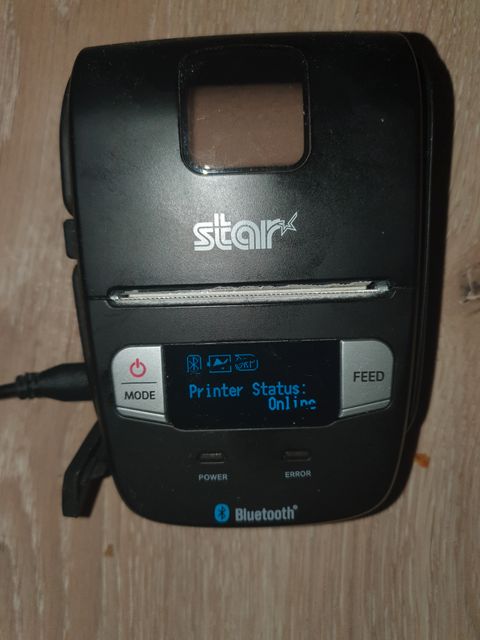 star
MODE
Printer Status:
Online
FEED
POWER
ERROR
Bluetooth®